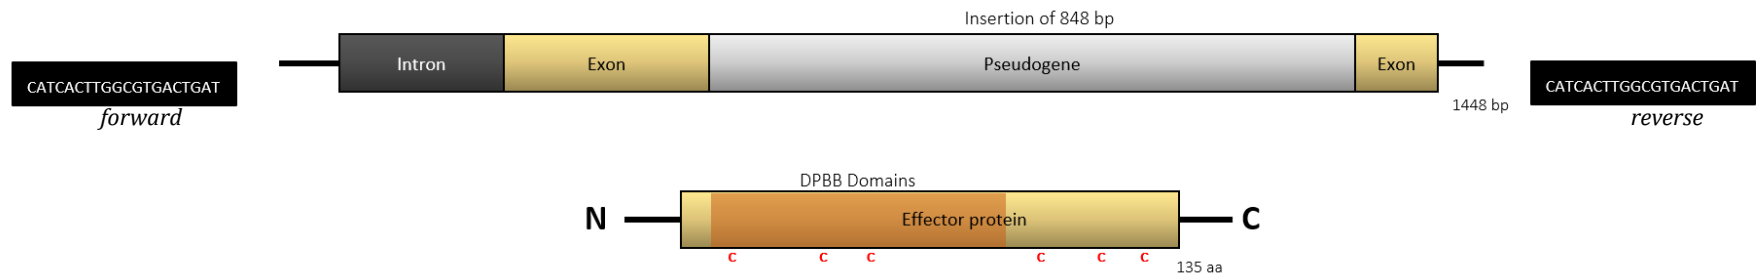 Insertion of 848 bp
Intron
Exon
Pseudogene
Exon
CATCACTTGGCGTGACTGAT
forward
1448 bp
CATCACTTGGCGTGACTGAT
reverse
DPBB Domains
N
Effector protein
C
C C C C C C
135 aa